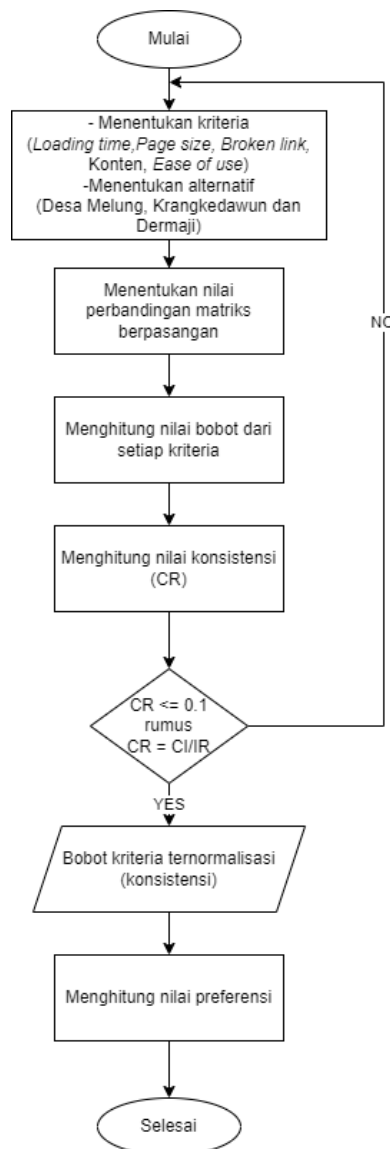 Mulai
- Menentukan kriteria
(Loading time,Page size, Broken link,
Konten, Ease of use)
-Menentukan alternatif
(Desa Melung, Krangkedawun dan
Dermaji)
Menentukan nilai
perbandingan matriks
berpasangan
NO
Menghitung nilai bobot dari
setiap kriteria
Menghitung nilai konsistensi
(CR)
CR <= 0.1
rumus
CR = CI/IR
YES
Bobot kriteria ternormalisasi
(konsistensi)
Menghitung nilai preferensi
Selesai